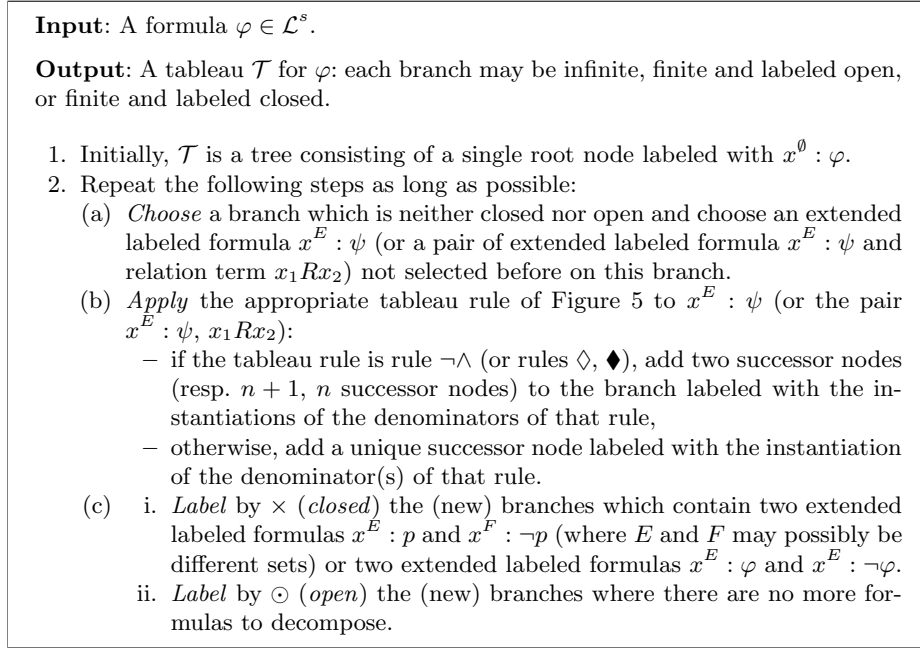 Input: A formula φ ∈ ℒˢ.
Output: A tableau 𝒯 for φ: each branch may be infinite, finite and labeled open,
or finite and labeled closed.
1. Initially, 𝒯 is a tree consisting of a single root node labeled with x^∅ : φ.
2. Repeat the following steps as long as possible:
(a) Choose a branch which is neither closed nor open and choose an extended
labeled formula x^E : ψ (or a pair of extended labeled formula x^E : ψ and
relation term x₁Rx₂) not selected before on this branch.
(b) Apply the appropriate tableau rule of Figure 5 to x^E : ψ (or the pair
x^E : ψ, x₁Rx₂):
– if the tableau rule is rule ¬∧ (or rules ◊, ♦), add two successor nodes
(resp. n + 1, n successor nodes) to the branch labeled with the in-
stantiations of the denominators of that rule,
– otherwise, add a unique successor node labeled with the instantiation
of the denominator(s) of that rule.
(c) i. Label by × (closed) the (new) branches which contain two extended
labeled formulas x^E : p and x^F : ¬p (where E and F may possibly be
different sets) or two extended labeled formulas x^E : φ and x^E : ¬φ.
ii. Label by ⊙ (open) the (new) branches where there are no more for-
mulas to decompose.